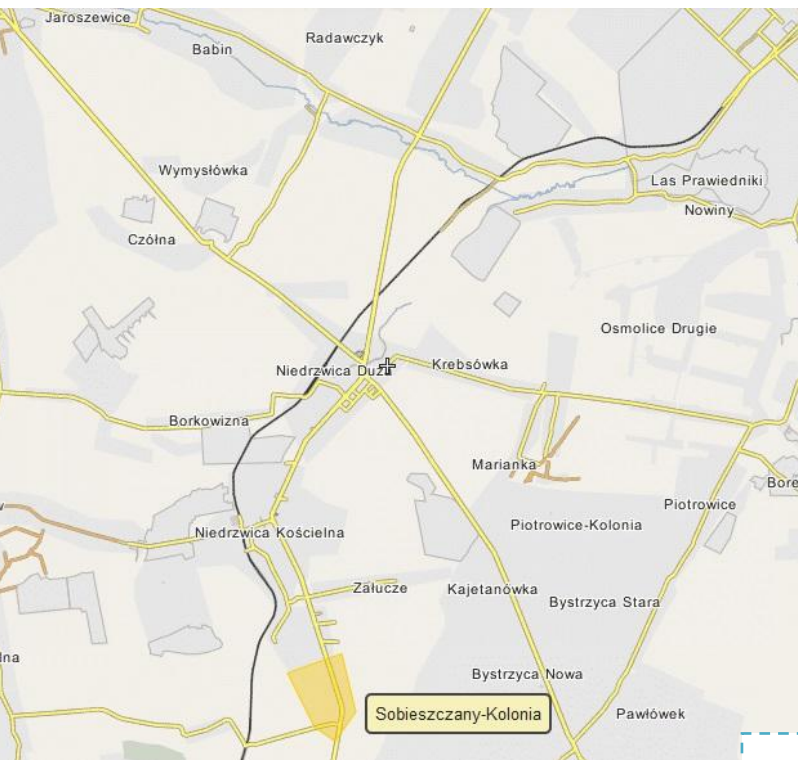 Jaroszewice
Radawczyk
Babin
Wymysłówka
Las Prawiedniki
Nowiny
Czółna
Osmolice Drugie
Niedrzwica
Krebsówka
Borkowizna
Marianka
Piotrowice
Piotrowice-Kolonia
Niedrzwica Kościelna
Załucze
Kajetanówka
Bystrzyca Stara
Bystrzyca Nowa
Sobieszczany-Kolonia
Pawłówek